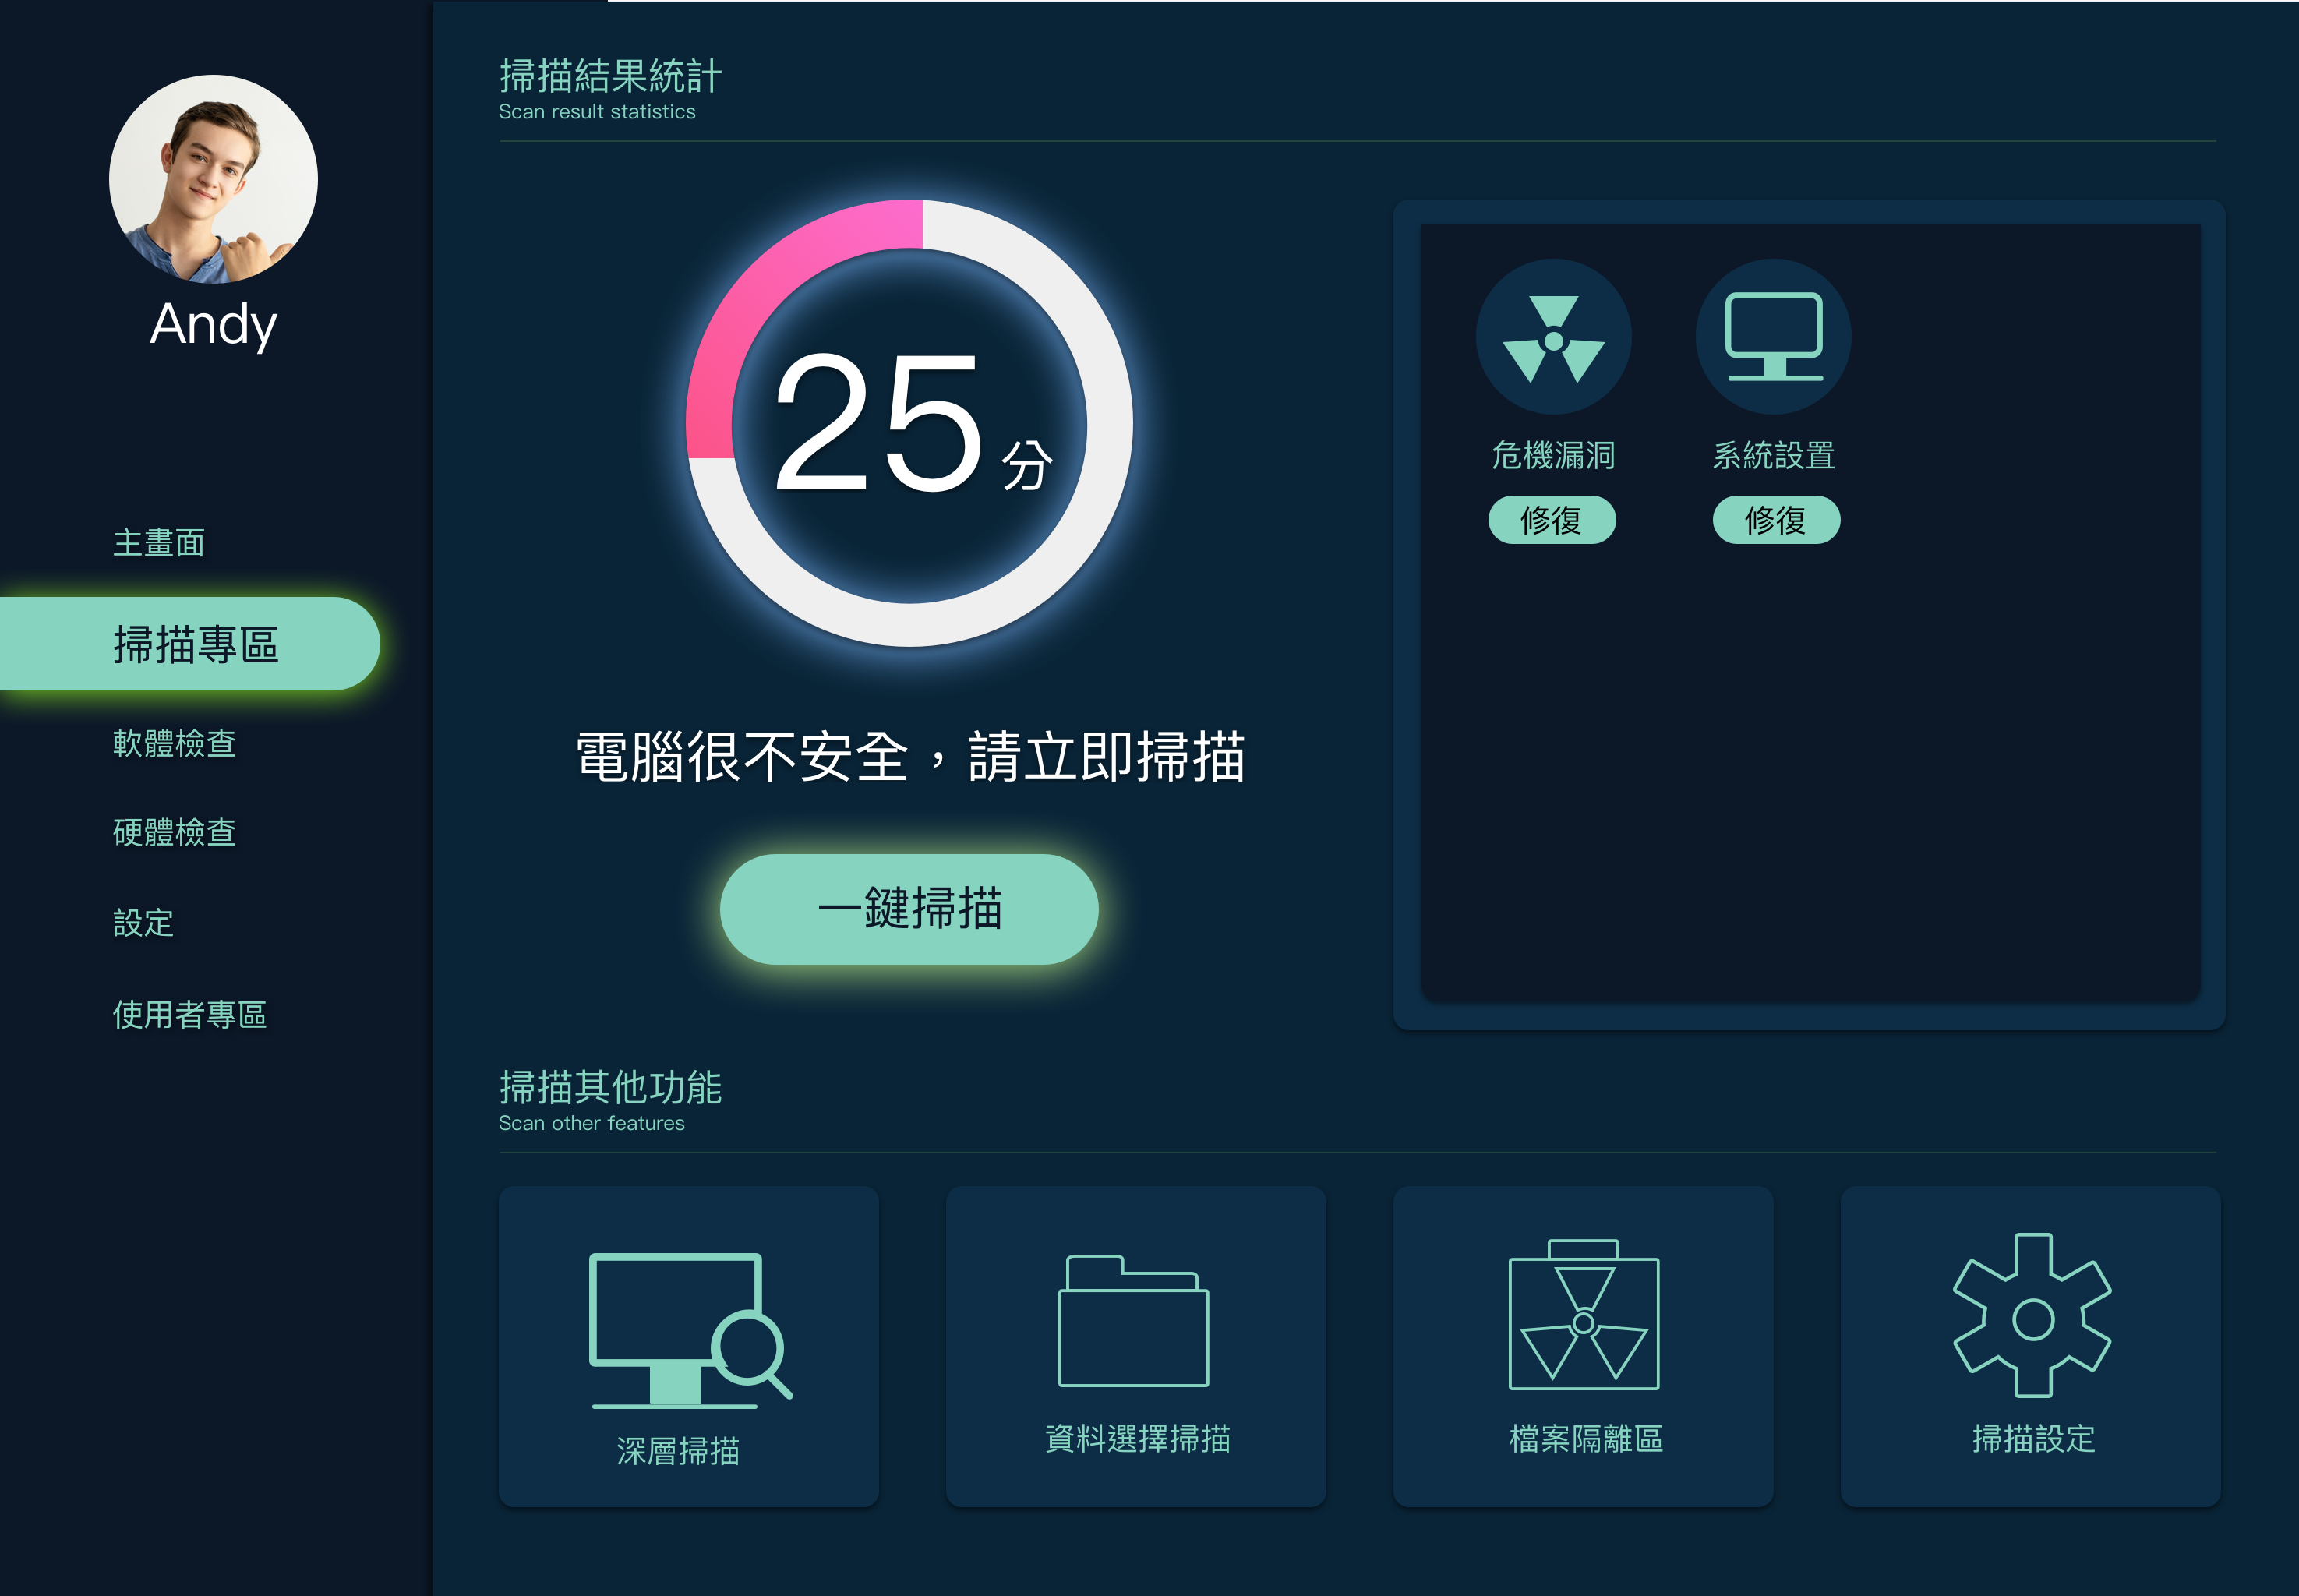 Andy
主畫面
掃描專區
軟體檢查
硬體檢查
設定
使用者專區
掃描結果統計
Scan result statistics
25分
電腦很不安全，請立即掃描
一鍵掃描
危機漏洞
系統設置
修復
修復
掃描其他功能
Scan other features
深層掃描
資料選擇掃描
檔案隔離區
掃描設定